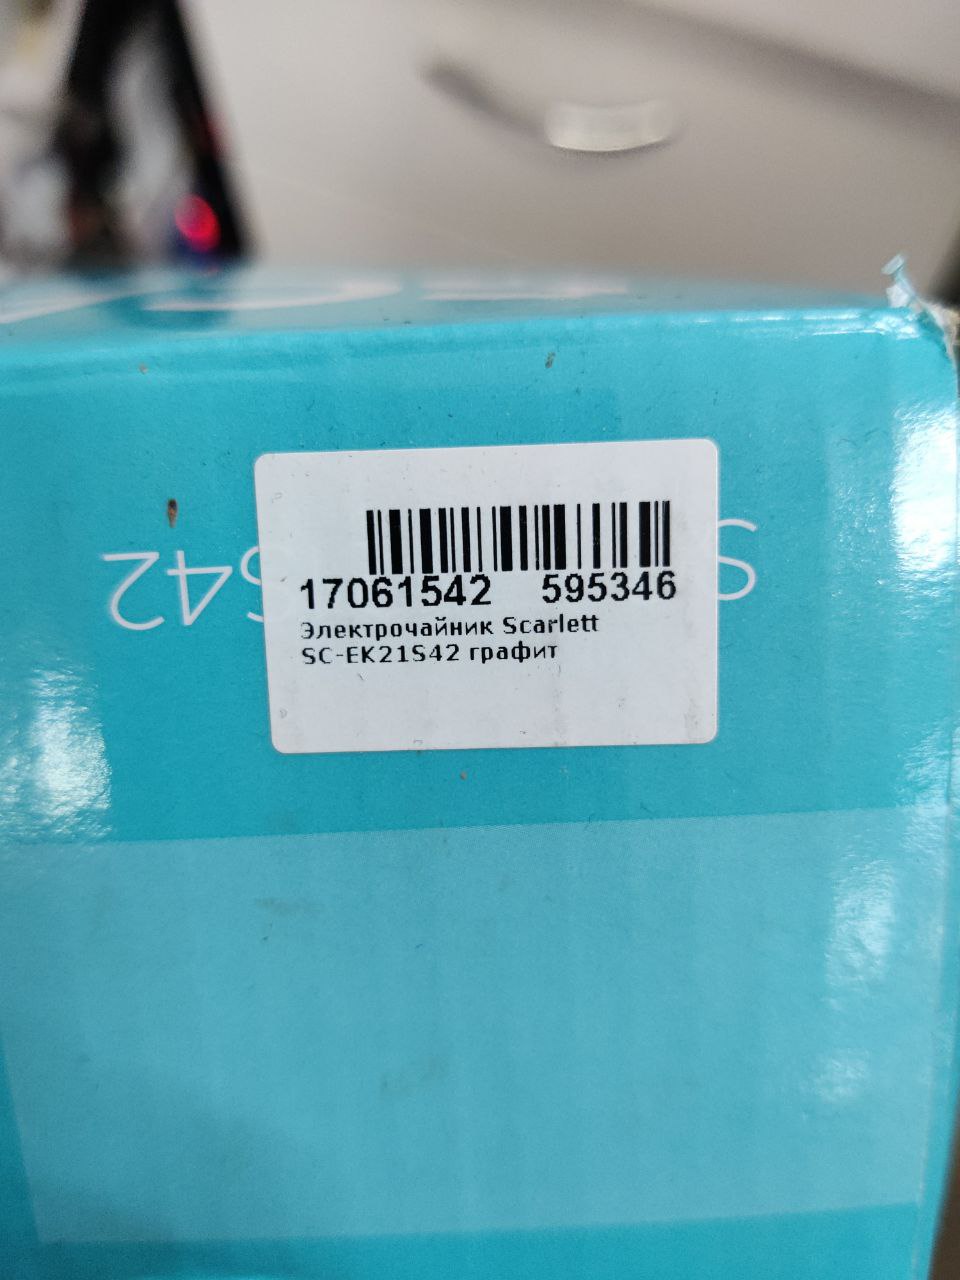 17061542 595346
Электрочайник Scarlett
SC-EK21S42 графит